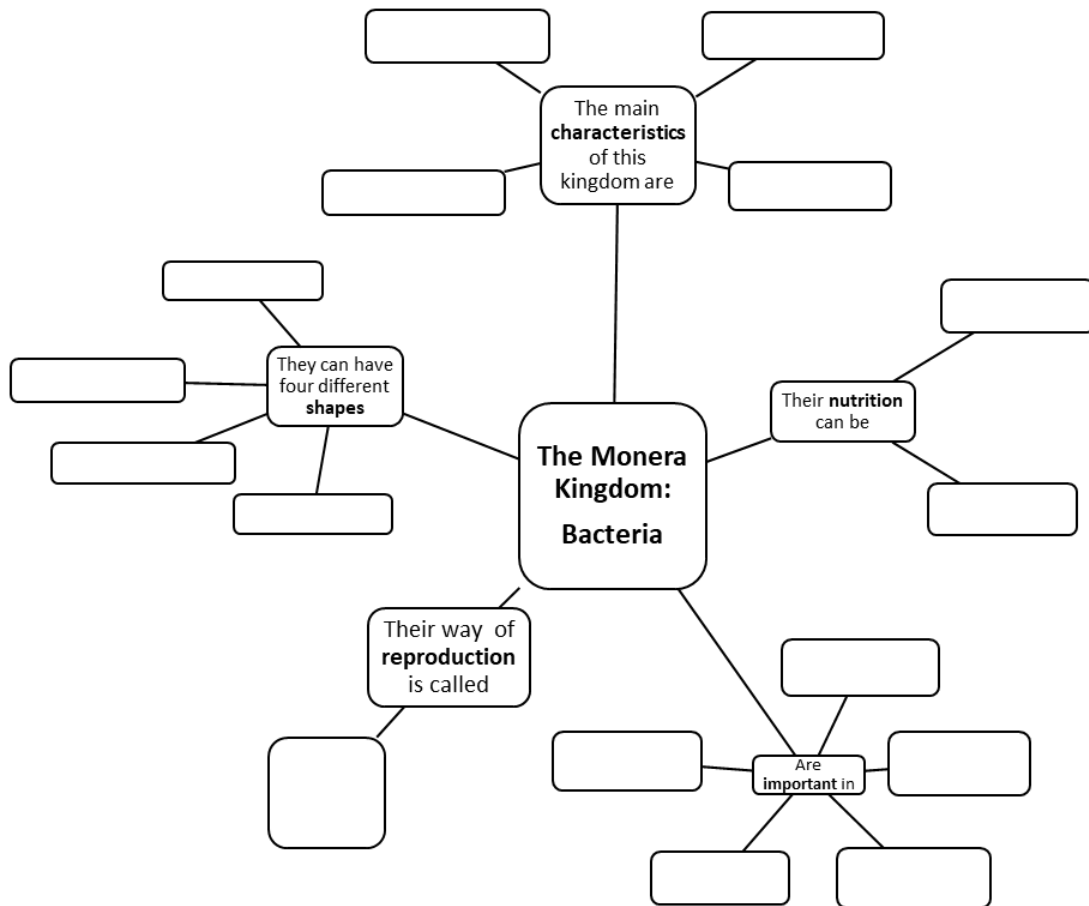 The main
characteristics
of this
kingdom are
They can have
four different
shapes
Their nutrition
can be
The Monera
Kingdom:
Bacteria
Their way of
reproduction
is called
Are
important in